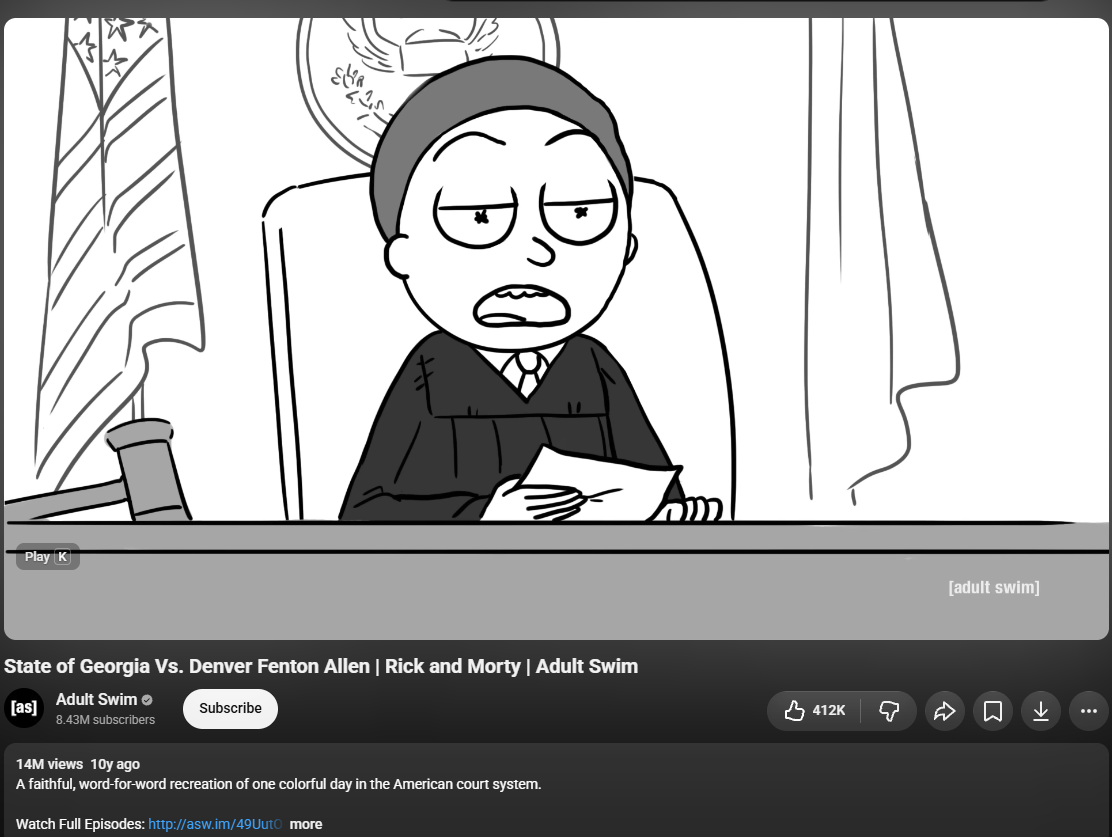 Play K
[adult swim]
State of Georgia Vs. Denver Fenton Allen | Rick and Morty | Adult Swim
[as]
Adult Swim
8.43M subscribers
Subscribe
412K
14M views 10y ago
A faithful, word-for-word recreation of one colorful day in the American court system.
Watch Full Episodes: http://asw.im/49UutO more